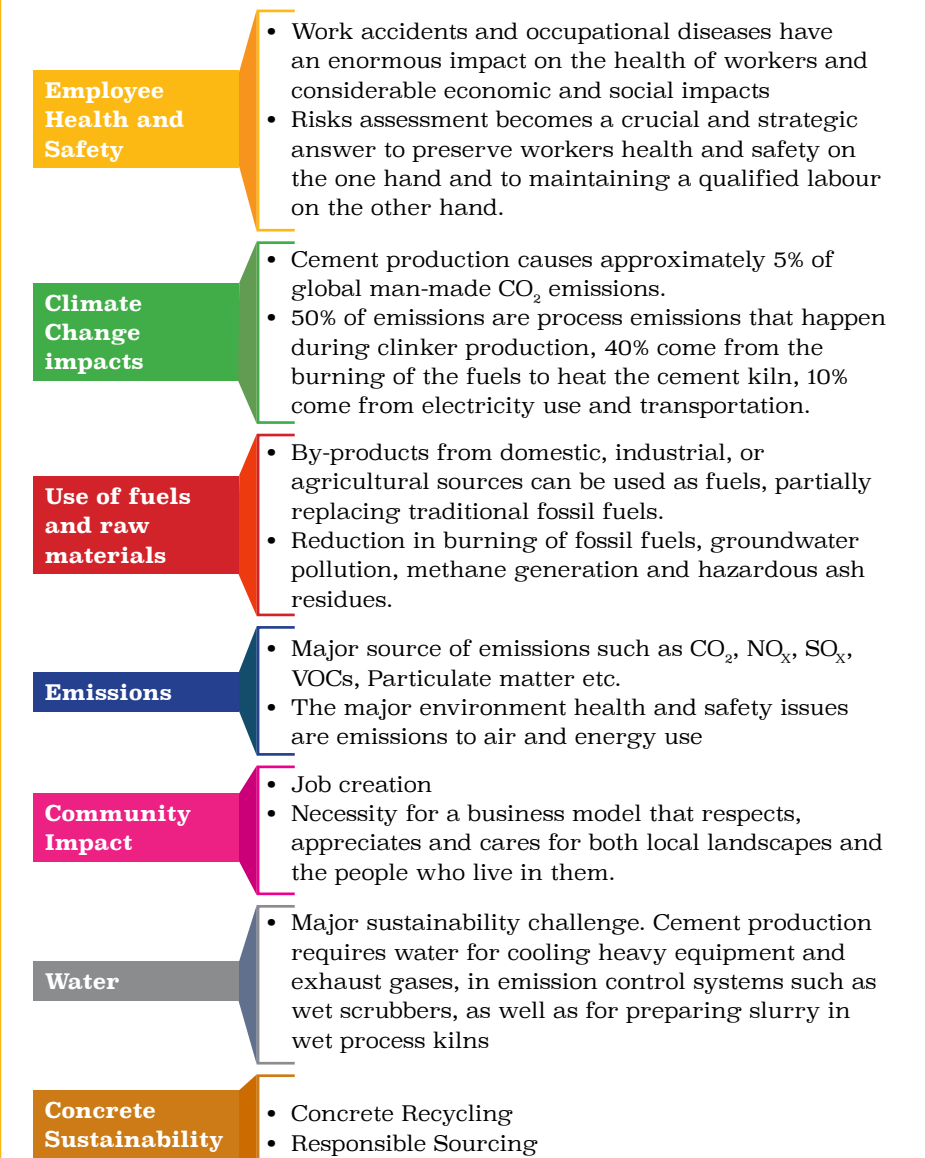 Employee
Health and
Safety
• Work accidents and occupational diseases have
an enormous impact on the health of workers and
considerable economic and social impacts
• Risks assessment becomes a crucial and strategic
answer to preserve workers health and safety on
the one hand and to maintaining a qualified labour
on the other hand.
Climate
Change
impacts
• Cement production causes approximately 5% of
global man-made CO₂ emissions.
• 50% of emissions are process emissions that happen
during clinker production, 40% come from the
burning of the fuels to heat the cement kiln, 10%
come from electricity use and transportation.
Use of fuels
and raw
materials
• By-products from domestic, industrial, or
agricultural sources can be used as fuels, partially
replacing traditional fossil fuels.
• Reduction in burning of fossil fuels, groundwater
pollution, methane generation and hazardous ash
residues.
Emissions
• Major source of emissions such as CO₂, NOX, SOX,
VOCs, Particulate matter etc.
• The major environment health and safety issues
are emissions to air and energy use
Community
Impact
• Job creation
• Necessity for a business model that respects,
appreciates and cares for both local landscapes and
the people who live in them.
Water
• Major sustainability challenge. Cement production
requires water for cooling heavy equipment and
exhaust gases, in emission control systems such as
wet scrubbers, as well as for preparing slurry in
wet process kilns
Concrete
Sustainability
• Concrete Recycling
• Responsible Sourcing